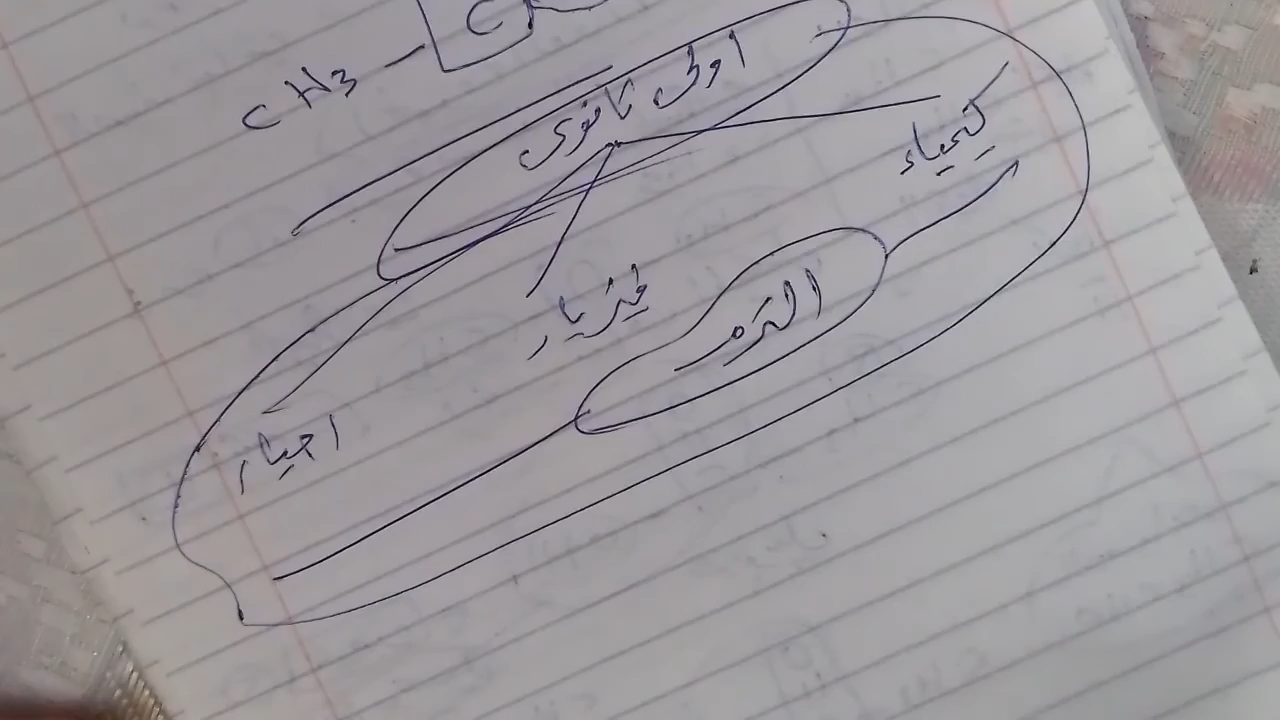 CH3 - C
اولى ثانوى
كيمياء
فيزياء
الترم
احياء